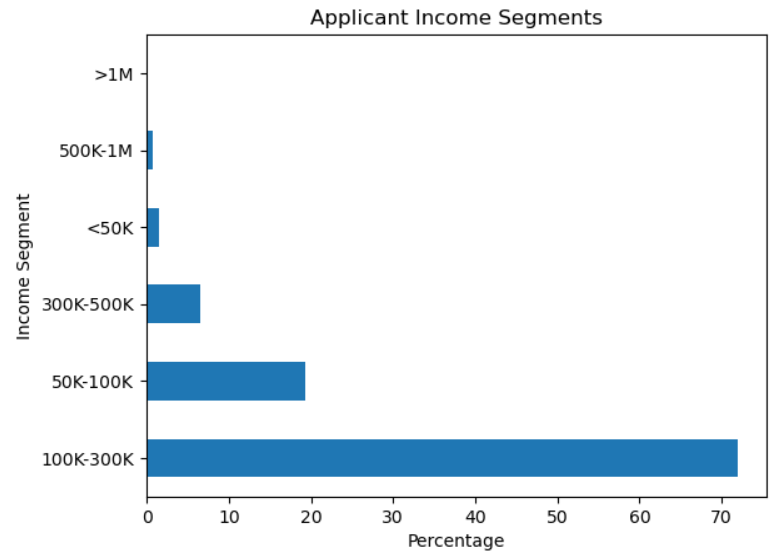 Applicant Income Segments
>1M
500K-1M
<50K
300K-500K
50K-100K
100K-300K
Income Segment
0 10 20 30 40 50 60 70
Percentage